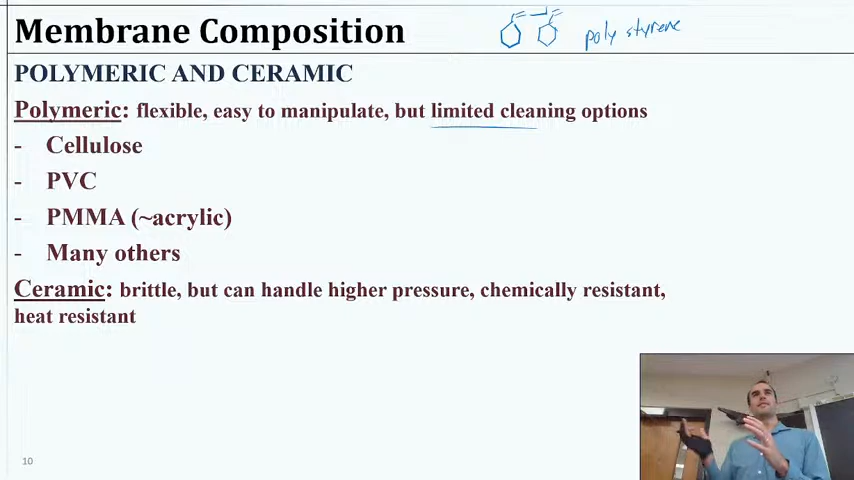 Membrane Composition
poly styrene
POLYMERIC AND CERAMIC
Polymeric: flexible, easy to manipulate, but limited cleaning options
- Cellulose
- PVC
- PMMA (~acrylic)
- Many others
Ceramic: brittle, but can handle higher pressure, chemically resistant,
heat resistant
10